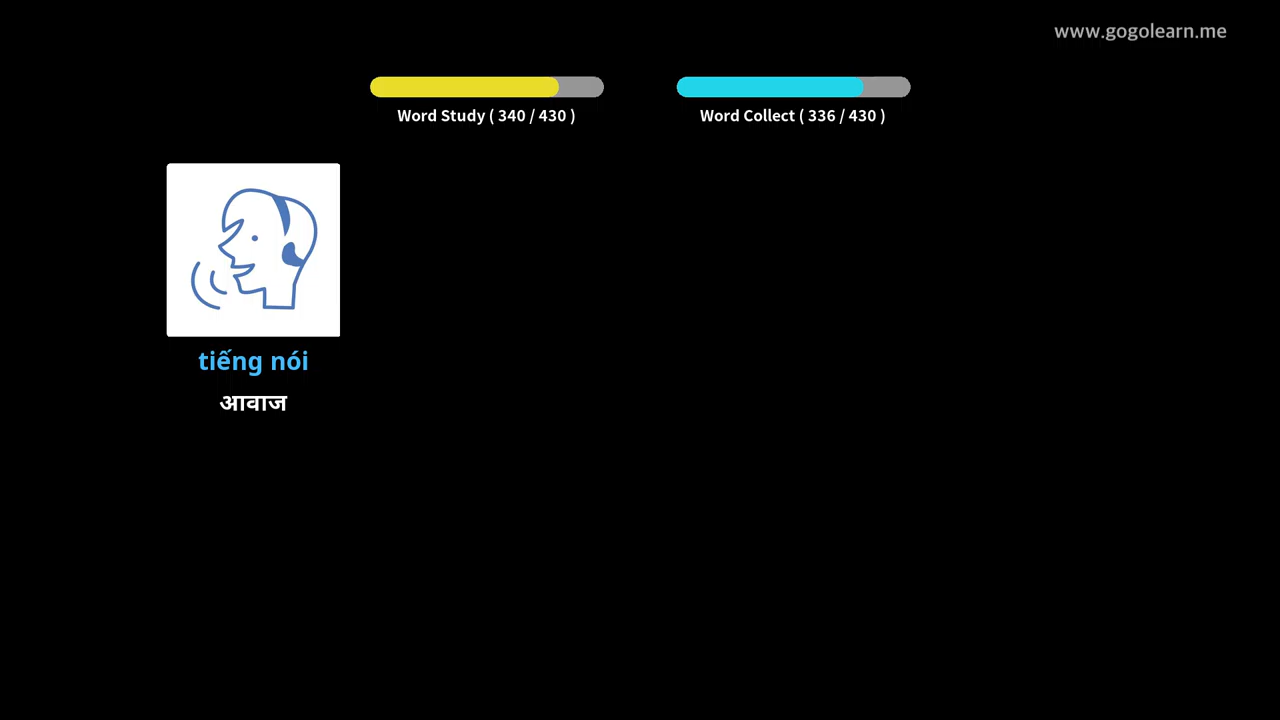 www.gogolearn.me
Word Study ( 340 / 430 )
Word Collect ( 336 / 430 )
tiếng nói
आवाज